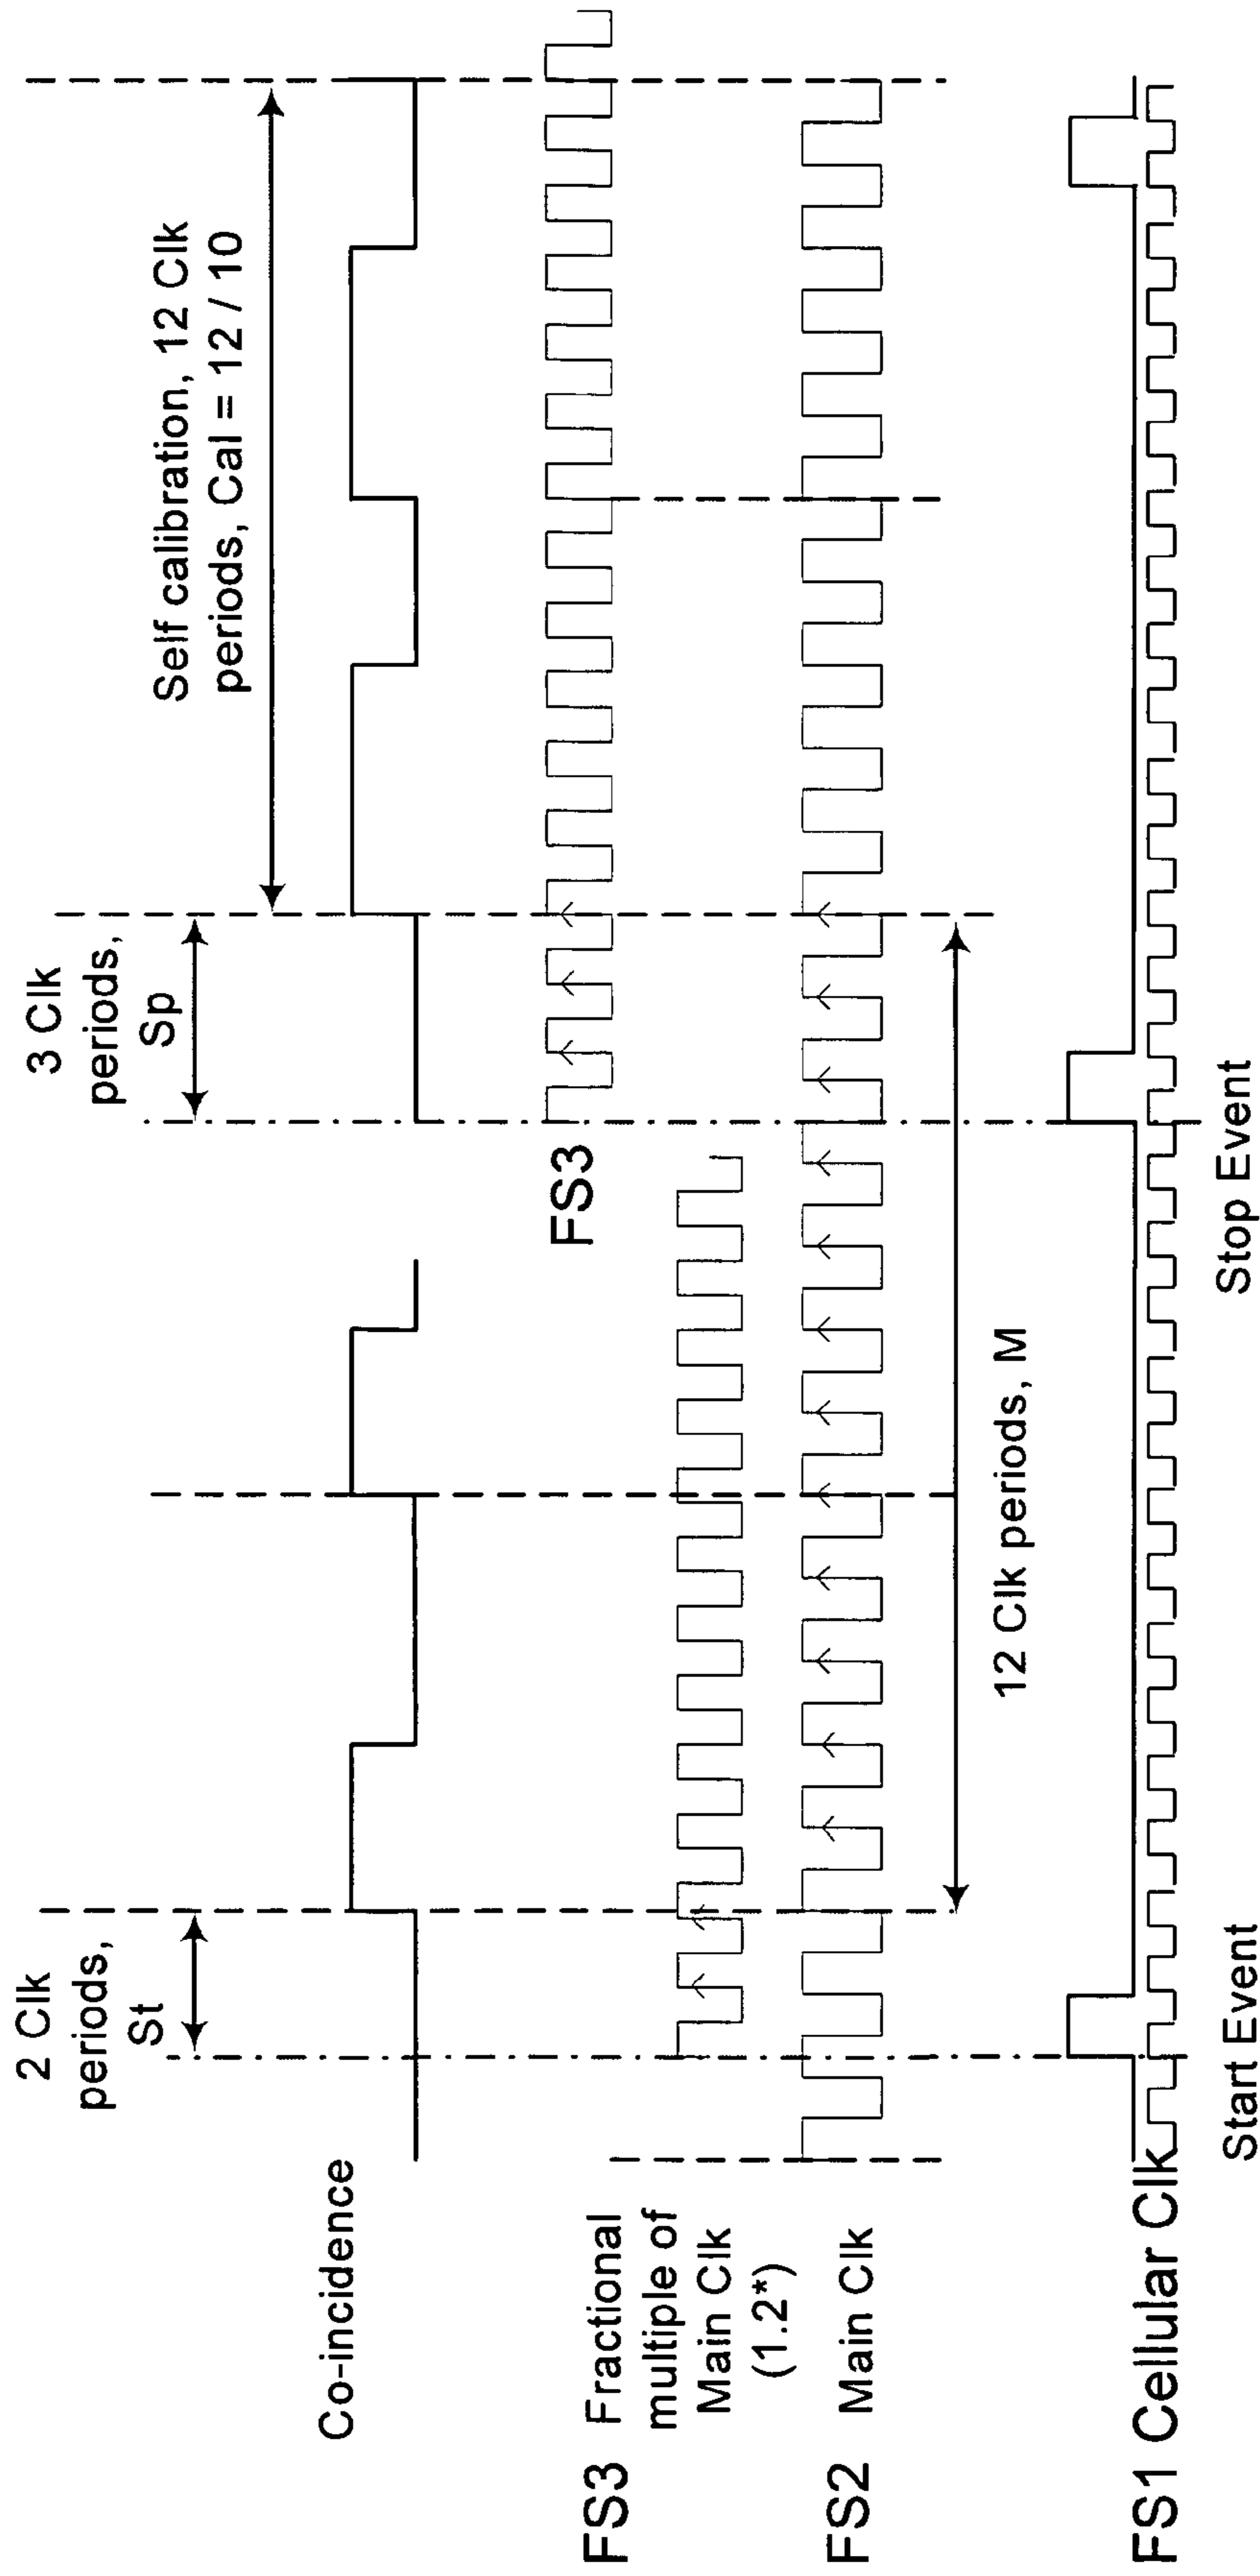 2 Clk
periods,
St
3 Clk
periods,
Sp
Self calibration, 12 Clk
periods, Cal = 12 / 10
Co-incidence
FS3
FS3 Fractional
multiple of
Main Clk
(1.2*)
FS2 Main Clk
12 Clk periods, M
FS1 Cellular Clk
Start Event
Stop Event